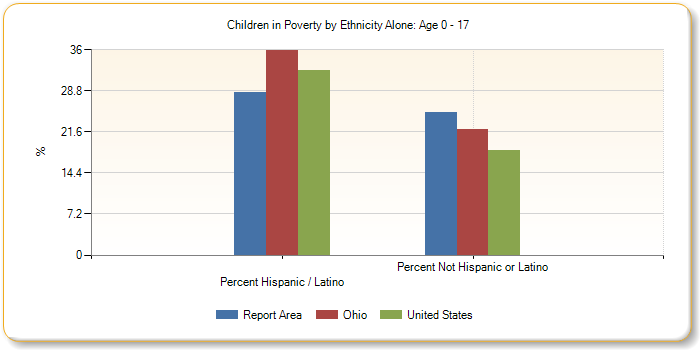 Children in Poverty by Ethnicity Alone: Age 0 - 17
36
28.8
21.6
14.4
7.2
0
%
Percent Hispanic / Latino
Percent Not Hispanic or Latino
Report Area Ohio United States